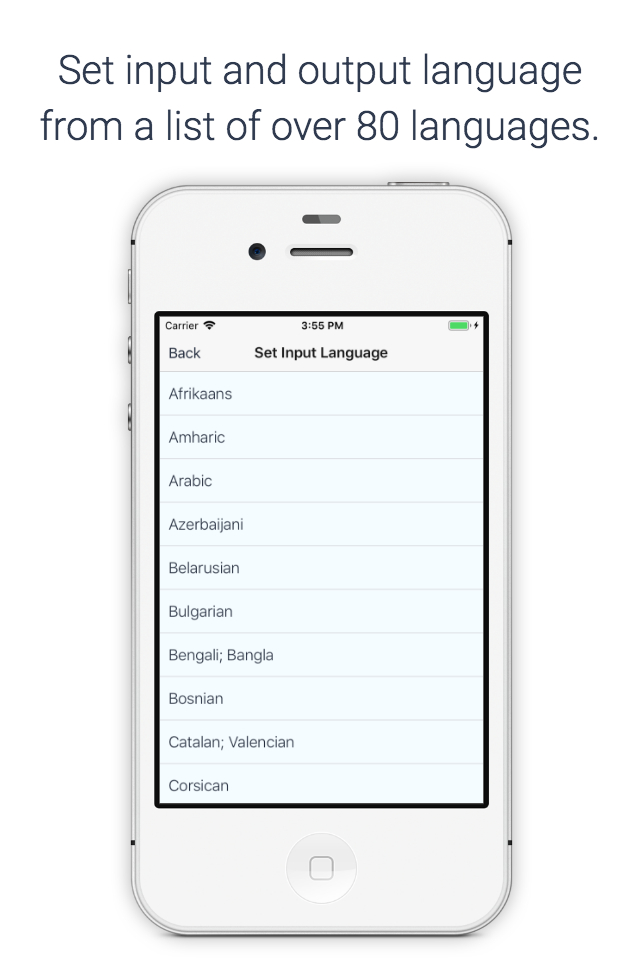 Set input and output language
from a list of over 80 languages.
Carrier 3:55 PM
Back Set Input Language
Afrikaans
Amharic
Arabic
Azerbaijani
Belarusian
Bulgarian
Bengali; Bangla
Bosnian
Catalan; Valencian
Corsican